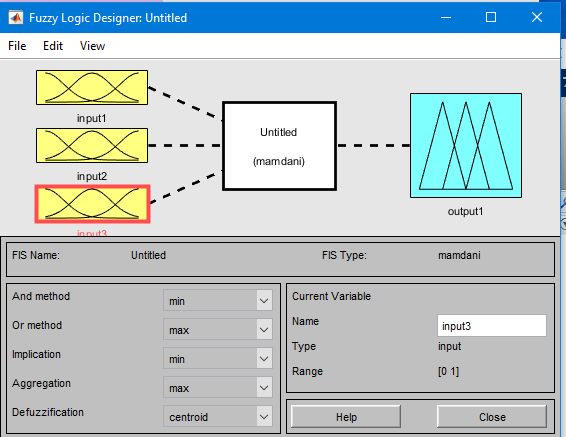 Fuzzy Logic Designer: Untitled
File Edit View
input1
input2
input3
Untitled
(mamdani)
output1
FIS Name: Untitled FIS Type: mamdani
And method min
Or method max
Implication min
Aggregation max
Defuzzification centroid
Current Variable
Name input3
Type input
Range [0 1]
Help Close